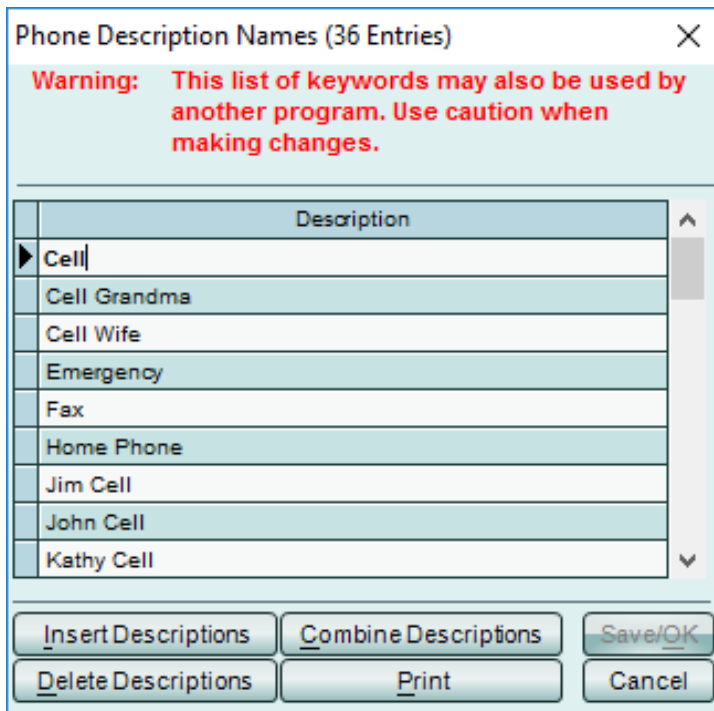 Phone Description Names (36 Entries)
Warning: This list of keywords may also be used by
another program. Use caution when
making changes.
Description
Cell
Cell Grandma
Cell Wife
Emergency
Fax
Home Phone
Jim Cell
John Cell
Kathy Cell
Insert Descriptions Combine Descriptions Save/OK
Delete Descriptions Print Cancel